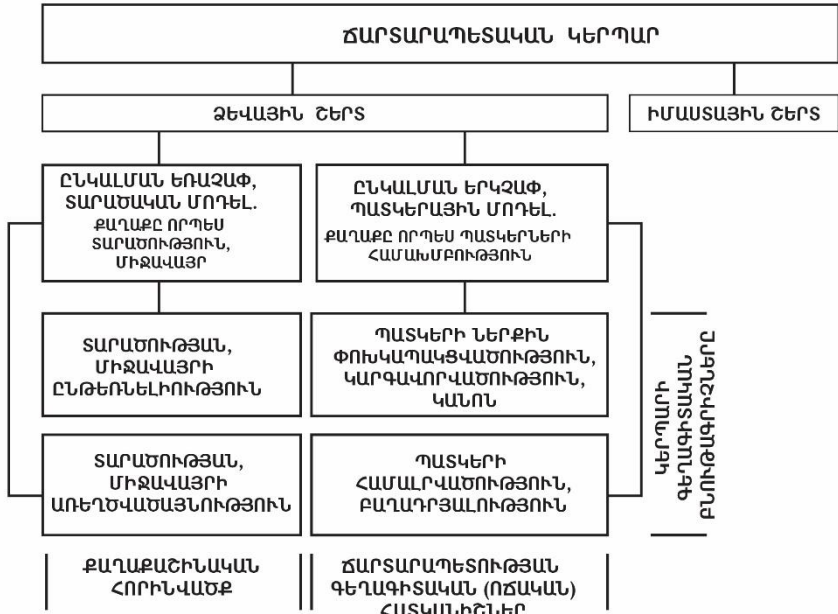 ՃԱՐՏԱՐԱՊԵՏԱԿԱՆ ԿԵՐՊԱՐ
ՁԵՎԱՅԻՆ ՇԵՐՏ
ԻՄԱՍՏԱՅԻՆ ՇԵՐՏ
ԸՆԿԱԼՄԱՆ ԵՌԱՉԱՓ,
ՏԱՐԱԾԱԿԱՆ ՄՈԴԵԼ.
ՔԱՂԱՔԸ ՈՐՊԵՍ
ՏԱՐԱԾՈՒԹՅՈՒՆ,
ՄԻՋԱՎԱՅՐ
ԸՆԿԱԼՄԱՆ ԵՐԿՉԱՓ,
ՊԱՏԿԵՐԱՅԻՆ ՄՈԴԵԼ.
ՔԱՂԱՔԸ ՈՐՊԵՍ ՊԱՏԿԵՐՆԵՐԻ
ՀԱՄԱԽՄԲՈՒԹՅՈՒՆ
ՏԱՐԱԾՈՒԹՅԱՆ,
ՄԻՋԱՎԱՅՐԻ
ԸՆԹԵՌՆԵԼԻՈՒԹՅՈՒՆ
ՊԱՏԿԵՐԻ ՆԵՐՔԻՆ
ՓՈԽԿԱՊԱԿՑՎԱԾՈՒԹՅՈՒՆ,
ԿԱՐԳԱՎՈՐՎԱԾՈՒԹՅՈՒՆ,
ԿԱՆՈՆ
ՏԱՐԱԾՈՒԹՅԱՆ,
ՄԻՋԱՎԱՅՐԻ
ԱՌԵՂԾՎԱԾԱՅՆՈՒԹՅՈՒՆ
ՊԱՏԿԵՐԻ
ՀԱՄԱԼՐՎԱԾՈՒԹՅՈՒՆ,
ԲԱՂԱԴՐՅԱԼՈՒԹՅՈՒՆ
ԿԵՐՊԱՐԻ
ԳԵՂԱԳԻՏԱԿԱՆ
ԲՆՈՒԹԱԳՐԻՉՆԵՐԸ
ՔԱՂԱՔԱՇԻՆԱԿԱՆ
ՀՈՐԻՆՎԱԾՔ
ՃԱՐՏԱՐԱՊԵՏՈՒԹՅԱՆ
ԳԵՂԱԳԻՏԱԿԱՆ (ՈՃԱԿԱՆ)
ՀԱՏԿԱՆԻՇՆԵՐ